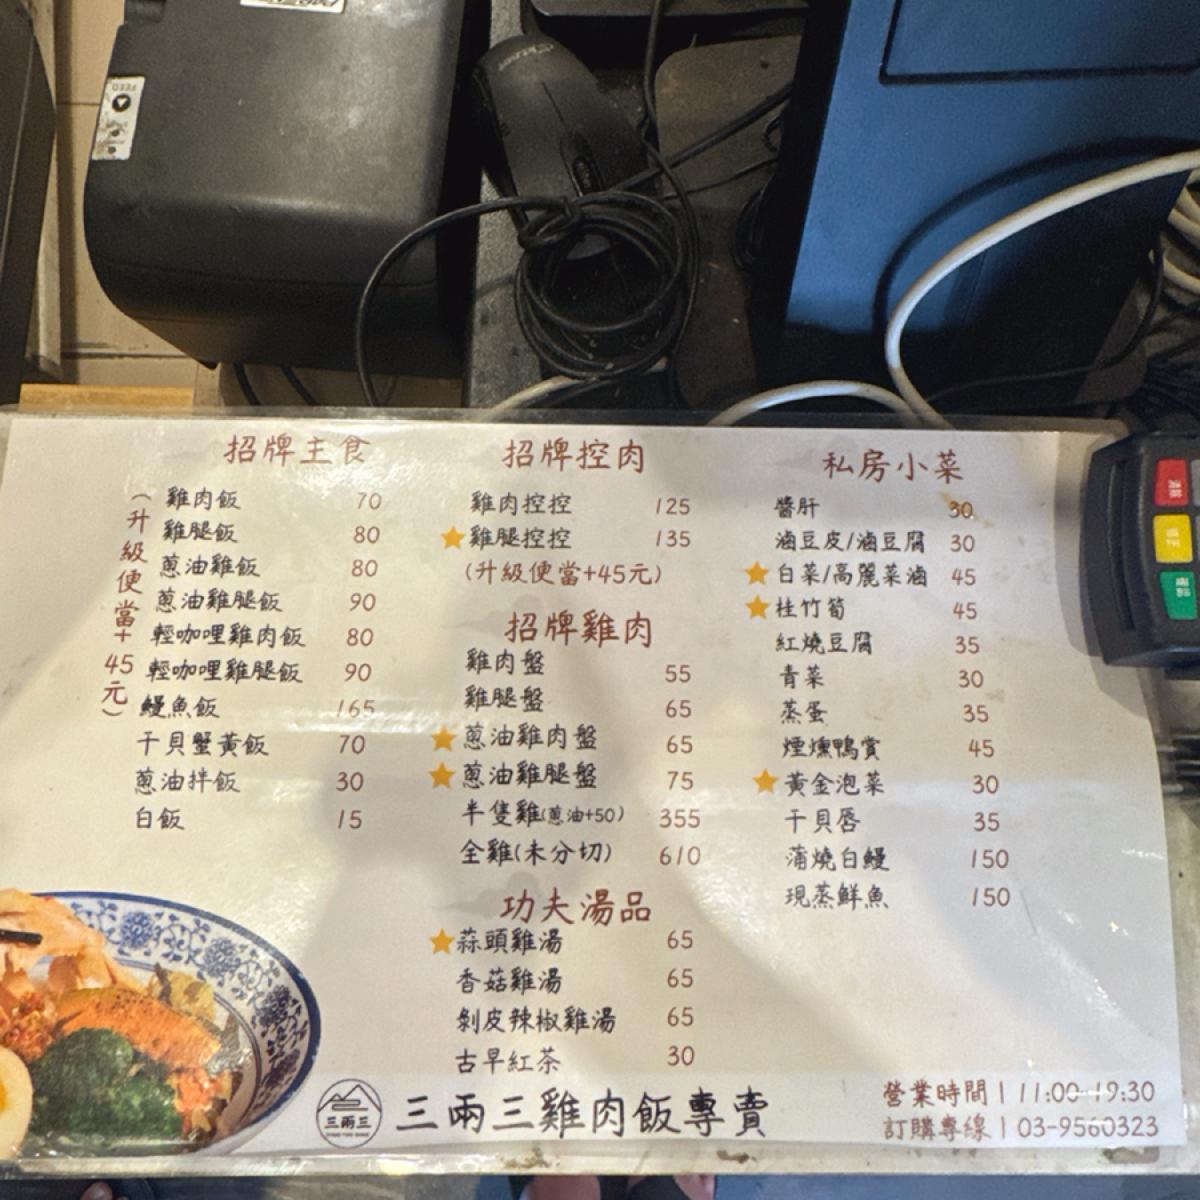 FEED
招牌主食
(升級便當+45元)
雞肉飯 70
雞腿飯 80
蔥油雞飯 80
蔥油雞腿飯 90
輕咖哩雞肉飯 80
輕咖哩雞腿飯 90
鰻魚飯 165
干貝蟹黃飯 70
蔥油拌飯 30
白飯 15
招牌控肉
雞肉控控 125
雞腿控控 135
(升級便當+45元)
招牌雞肉
雞肉盤 55
雞腿盤 65
蔥油雞肉盤 65
蔥油雞腿盤 75
半隻雞(蔥油+50) 355
全雞(未分切) 610
功夫湯品
蒜頭雞湯 65
香菇雞湯 65
剝皮辣椒雞湯 65
古早紅茶 30
私房小菜
醬肝 30
滷豆皮/滷豆腐 30
白菜/高麗菜滷 45
桂竹筍 45
紅燒豆腐 35
青菜 30
蒸蛋 35
煙燻鴨賞 45
黃金泡菜 30
干貝唇 35
蒲燒白鰻 150
現蒸鮮魚 150
三兩三
三兩三雞肉飯專賣
營業時間 | 11:00-19:30
訂購專線 | 03-9560323